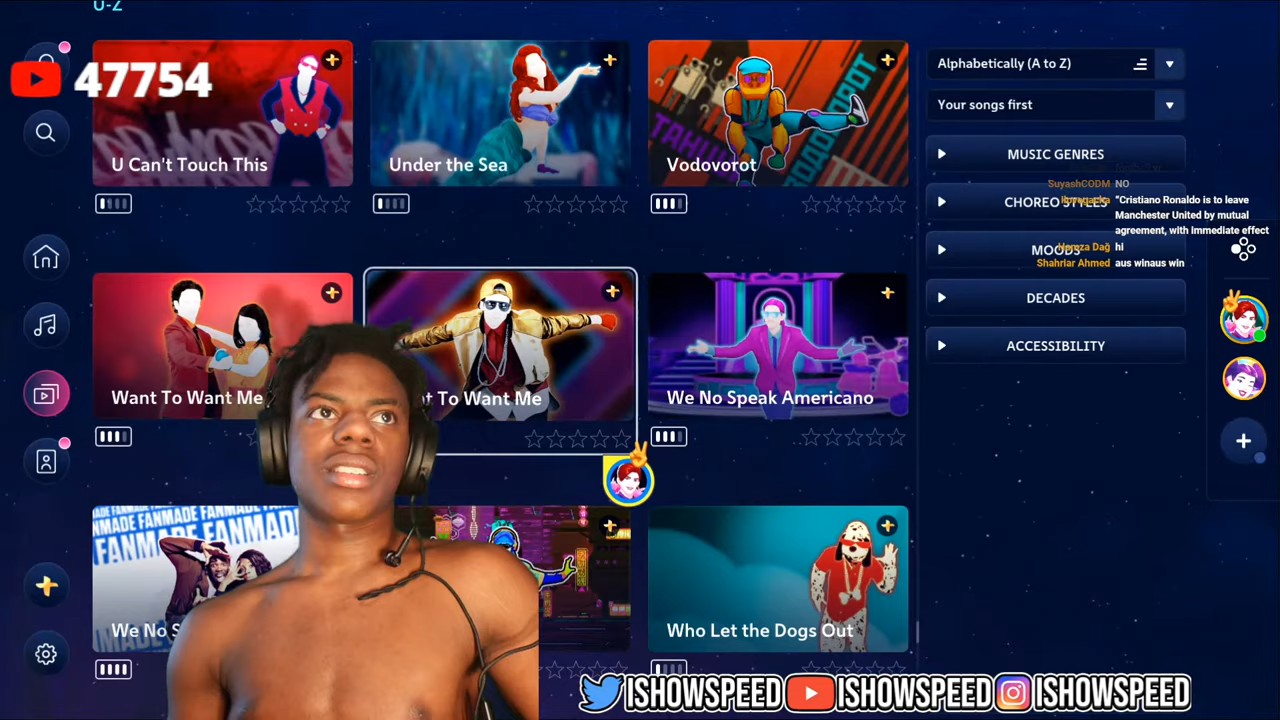 U-Z
47754
U Can't Touch This
Under the Sea
Vodovorot
Want To Want Me
t To Want Me
We No Speak Americano
FANMADE FANMADE FANMADE
We No S
Who Let the Dogs Out
Alphabetically (A to Z)
Your songs first
MUSIC GENRES
CHOREO STYLES
MOODS
DECADES
ACCESSIBILITY
SuyashCODM NO
"Cristiano Ronaldo is to leave
Manchester United by mutual
agreement, with immediate effect
Hamza Dağ hi
Shahriar Ahmed aus winaus win
ISHOWSPEED ISHOWSPEED ISHOWSPEED